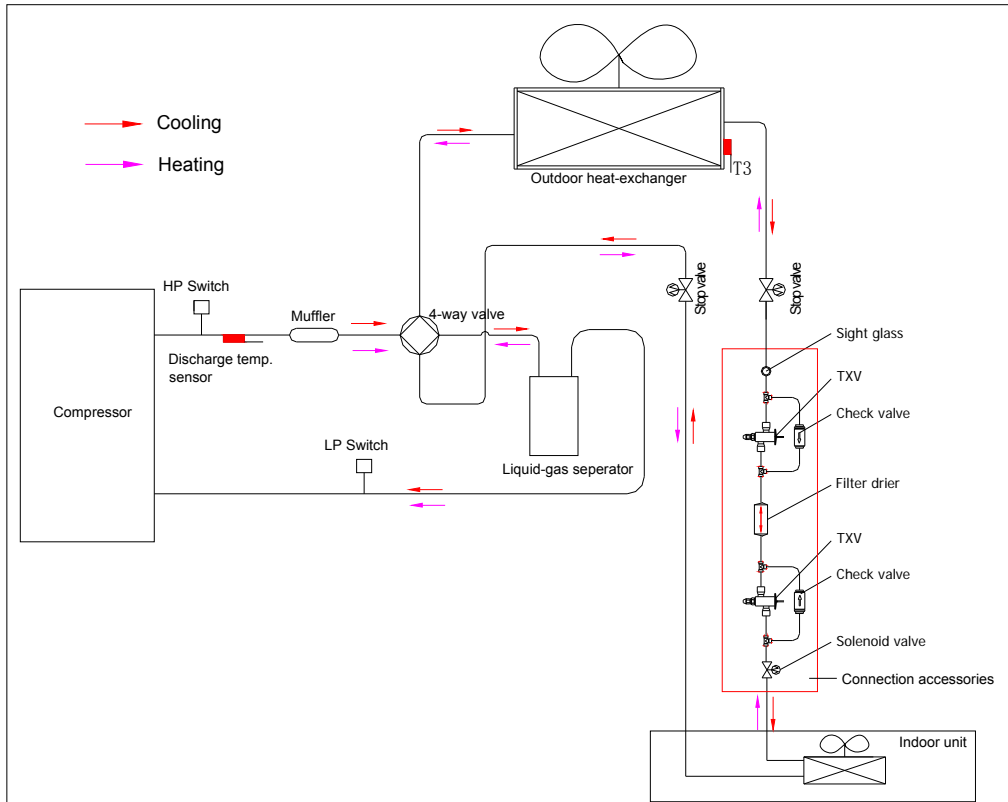 Cooling
Heating
Outdoor heat-exchanger
T3
HP Switch
Muffler
4-way valve
Stop valve
Stop valve
Discharge temp.
sensor
Sight glass
TXV
Compressor
Check valve
LP Switch
Liquid-gas seperator
Filter drier
TXV
Check valve
Solenoid valve
Connection accessories
Indoor unit